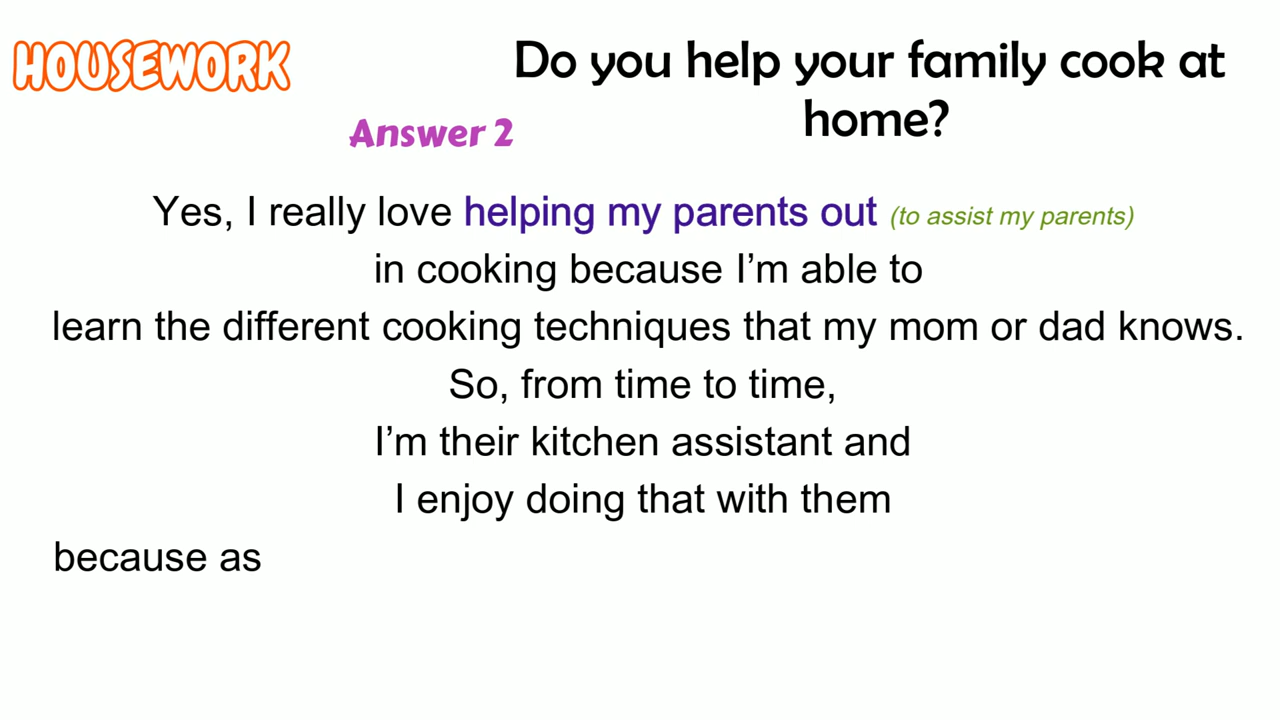 HOUSEWORK
Do you help your family cook at
home?
Answer 2
Yes, I really love helping my parents out (to assist my parents)
in cooking because I’m able to
learn the different cooking techniques that my mom or dad knows.
So, from time to time,
I’m their kitchen assistant and
I enjoy doing that with them
because as